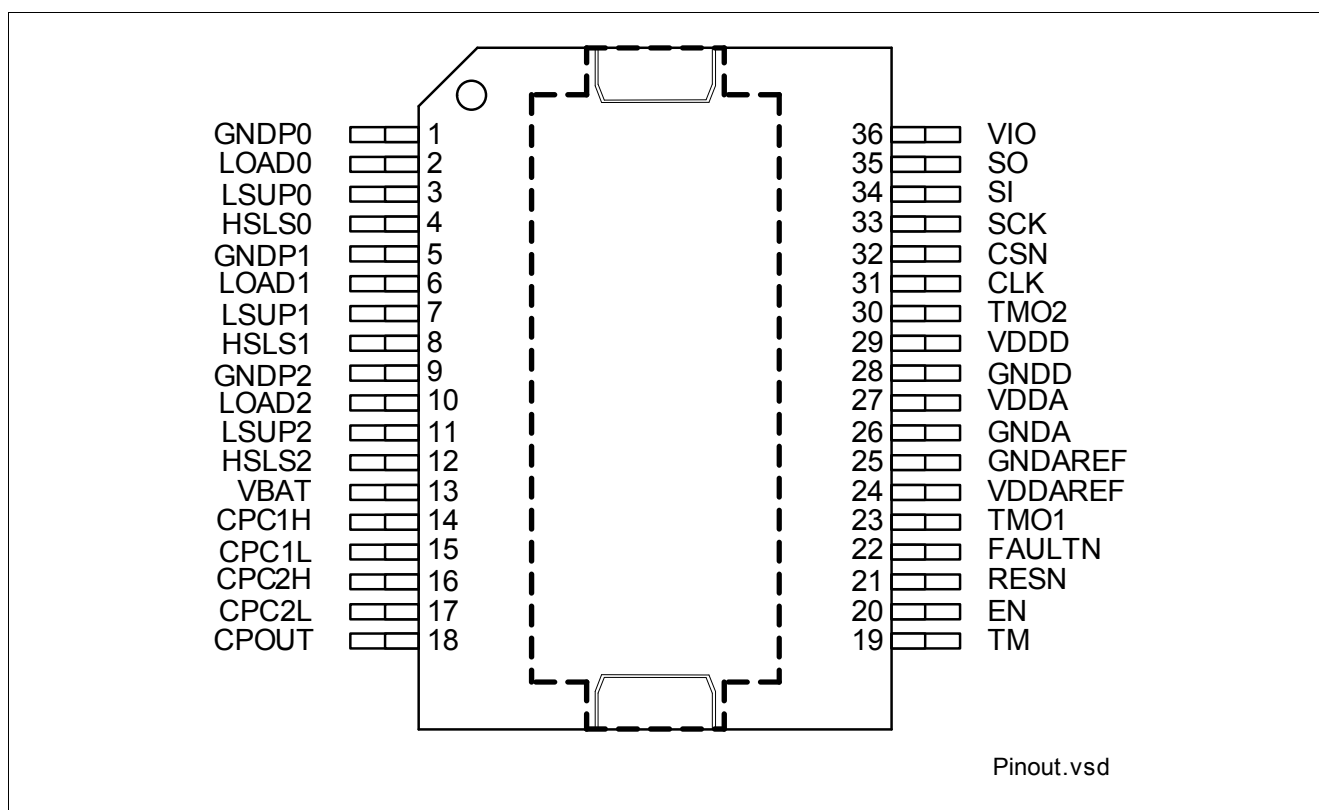 GNDP0 1 36 VIO
LOAD0 2 35 SO
LSUP0 3 34 SI
HSLS0 4 33 SCK
GNDP1 5 32 CSN
LOAD1 6 31 CLK
LSUP1 7 30 TMO2
HSLS1 8 29 VDDD
GNDP2 9 28 GNDD
LOAD2 10 27 VDDA
LSUP2 11 26 GNDA
HSLS2 12 25 GNDAREF
VBAT 13 24 VDDAREF
CPC1H 14 23 TMO1
CPC1L 15 22 FAULTN
CPC2H 16 21 RESN
CPC2L 17 20 EN
CPOUT 18 19 TM
Pinout.vsd